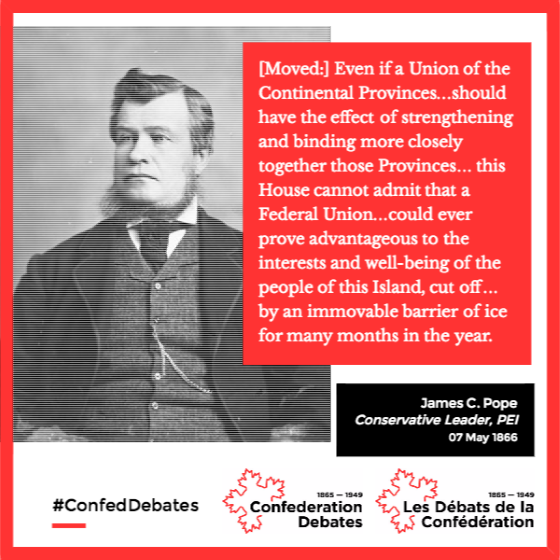 [Moved:] Even if a Union of the
Continental Provinces...should
have the effect of strengthening
and binding more closely
together those Provinces... this
House cannot admit that a
Federal Union...could ever
prove advantageous to the
interests and well-being of the
people of this Island, cut off...
by an immovable barrier of ice
for many months in the year.
James C. Pope
Conservative Leader, PEI
07 May 1866
#ConfedDebates
1865 — 1949
Confederation
Debates
1865 — 1949
Les Débats de la
Confédération